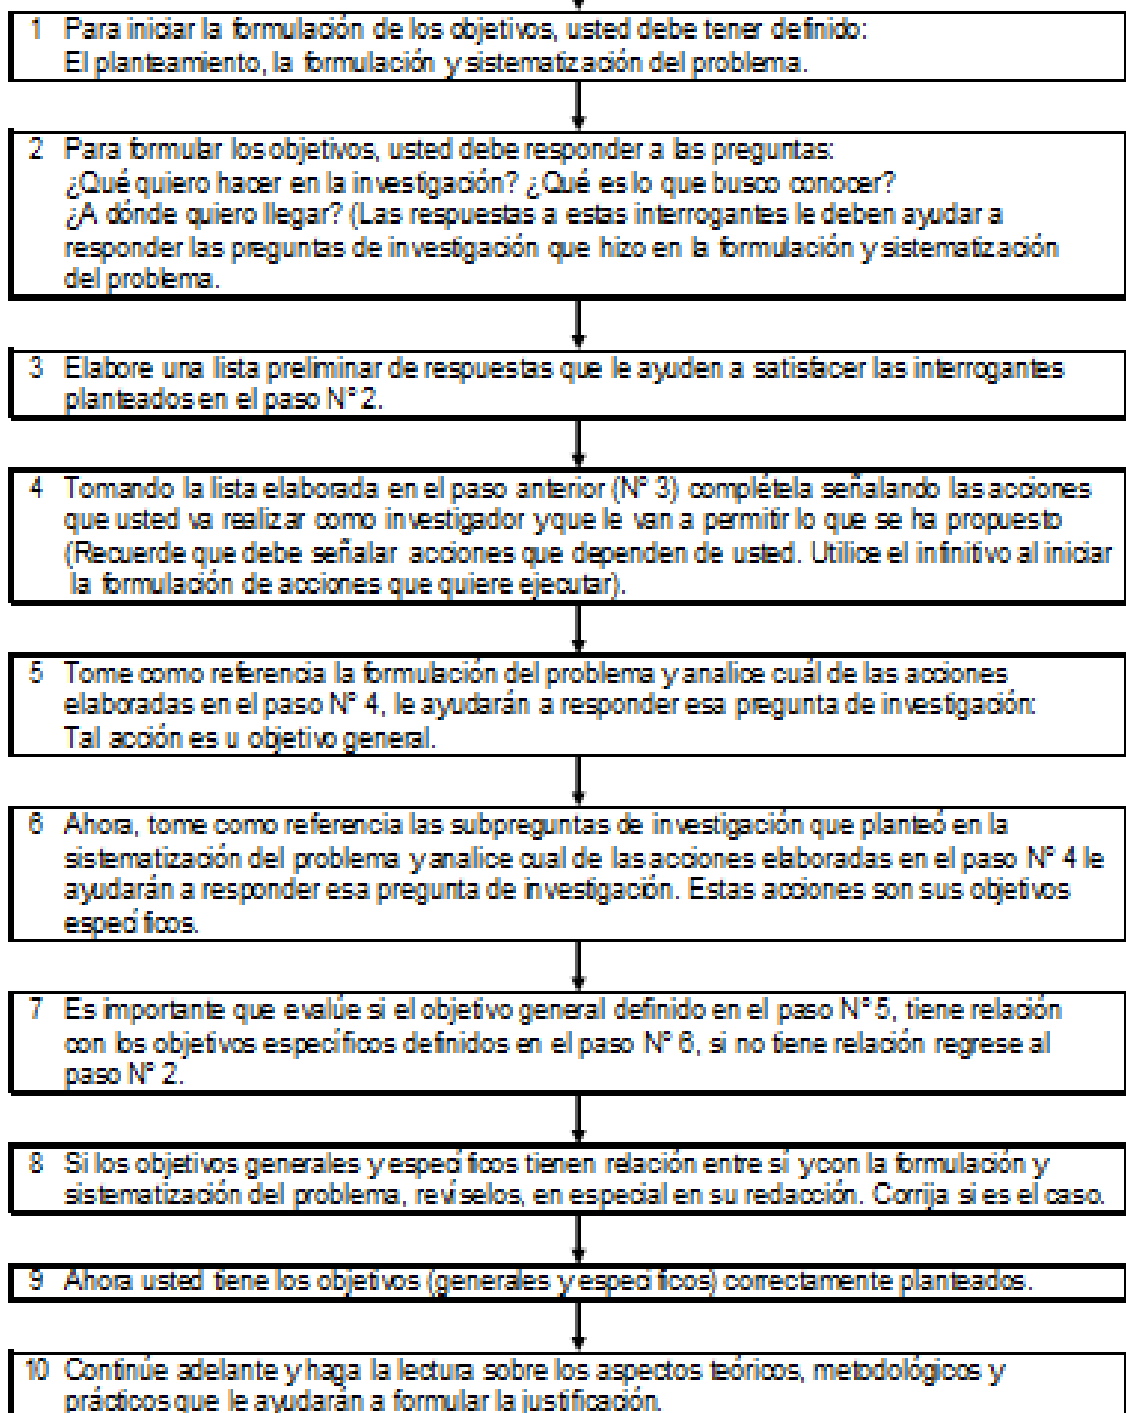 1 Para iniciar la formulación de los objetivos, usted debe tener definido:
El planteamiento, la formulación y sistematización del problema.
2 Para formular los objetivos, usted debe responder a las preguntas:
¿Qué quiero hacer en la investigación? ¿Qué es lo que busco conocer?
¿A dónde quiero llegar? (Las respuestas a estas interrogantes le deben ayudar a
responder las preguntas de investigación que hizo en la formulación y sistematización
del problema.
3 Elabore una lista preliminar de respuestas que le ayuden a satisfacer las interrogantes
planteados en el paso N° 2.
4 Tomando la lista elaborada en el paso anterior (N° 3) complétela señalando las acciones
que usted va realizar como investigador y que le van a permitir lo que se ha propuesto
(Recuerde que debe señalar acciones que dependen de usted. Utilice el infinitivo al iniciar
la formulación de acciones que quiere ejecutar).
5 Tome como referencia la formulación del problema y analice cuál de las acciones
elaboradas en el paso N° 4, le ayudarán a responder esa pregunta de investigación:
Tal acción es u objetivo general.
6 Ahora, tome como referencia las subpreguntas de investigación que planteó en la
sistematización del problema y analice cual de las acciones elaboradas en el paso N° 4 le
ayudarán a responder esa pregunta de investigación. Estas acciones son sus objetivos
específicos.
7 Es importante que evalúe si el objetivo general definido en el paso N° 5, tiene relación
con los objetivos específicos definidos en el paso N° 6, si no tiene relación regrese al
paso N° 2.
8 Si los objetivos generales y específicos tienen relación entre sí y con la formulación y
sistematización del problema, revíselos, en especial en su redacción. Corrija si es el caso.
9 Ahora usted tiene los objetivos (generales y específicos) correctamente planteados.
10 Continúe adelante y haga la lectura sobre los aspectos teóricos, metodológicos y
prácticos que le ayudarán a formular la justificación.